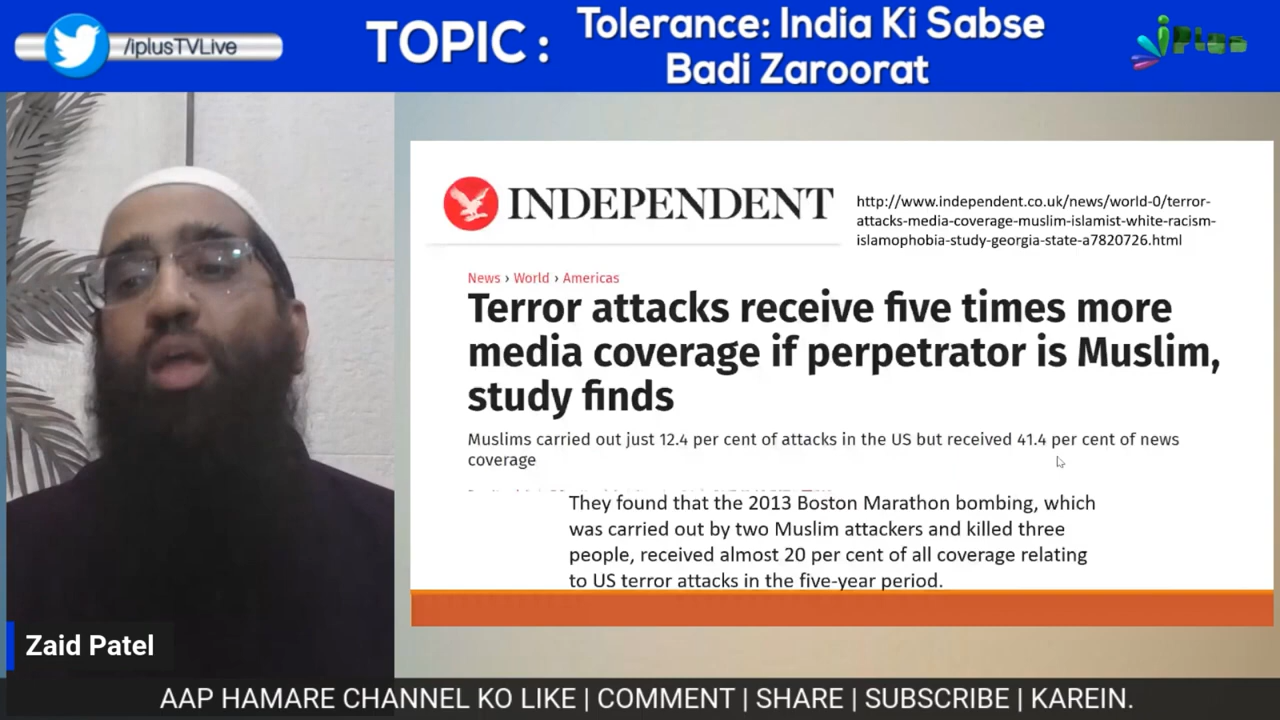 /iplusTVLive
TOPIC :
Tolerance: India Ki Sabse
Badi Zaroorat
iPlus
INDEPENDENT
http://www.independent.co.uk/news/world-0/terror-
attacks-media-coverage-muslim-islamist-white-racism-
islamophobia-study-georgia-state-a7820726.html
News › World › Americas
Terror attacks receive five times more
media coverage if perpetrator is Muslim,
study finds
Muslims carried out just 12.4 per cent of attacks in the US but received 41.4 per cent of news
coverage
They found that the 2013 Boston Marathon bombing, which
was carried out by two Muslim attackers and killed three
people, received almost 20 per cent of all coverage relating
to US terror attacks in the five-year period.
Zaid Patel
AAP HAMARE CHANNEL KO LIKE | COMMENT | SHARE | SUBSCRIBE | KAREIN.